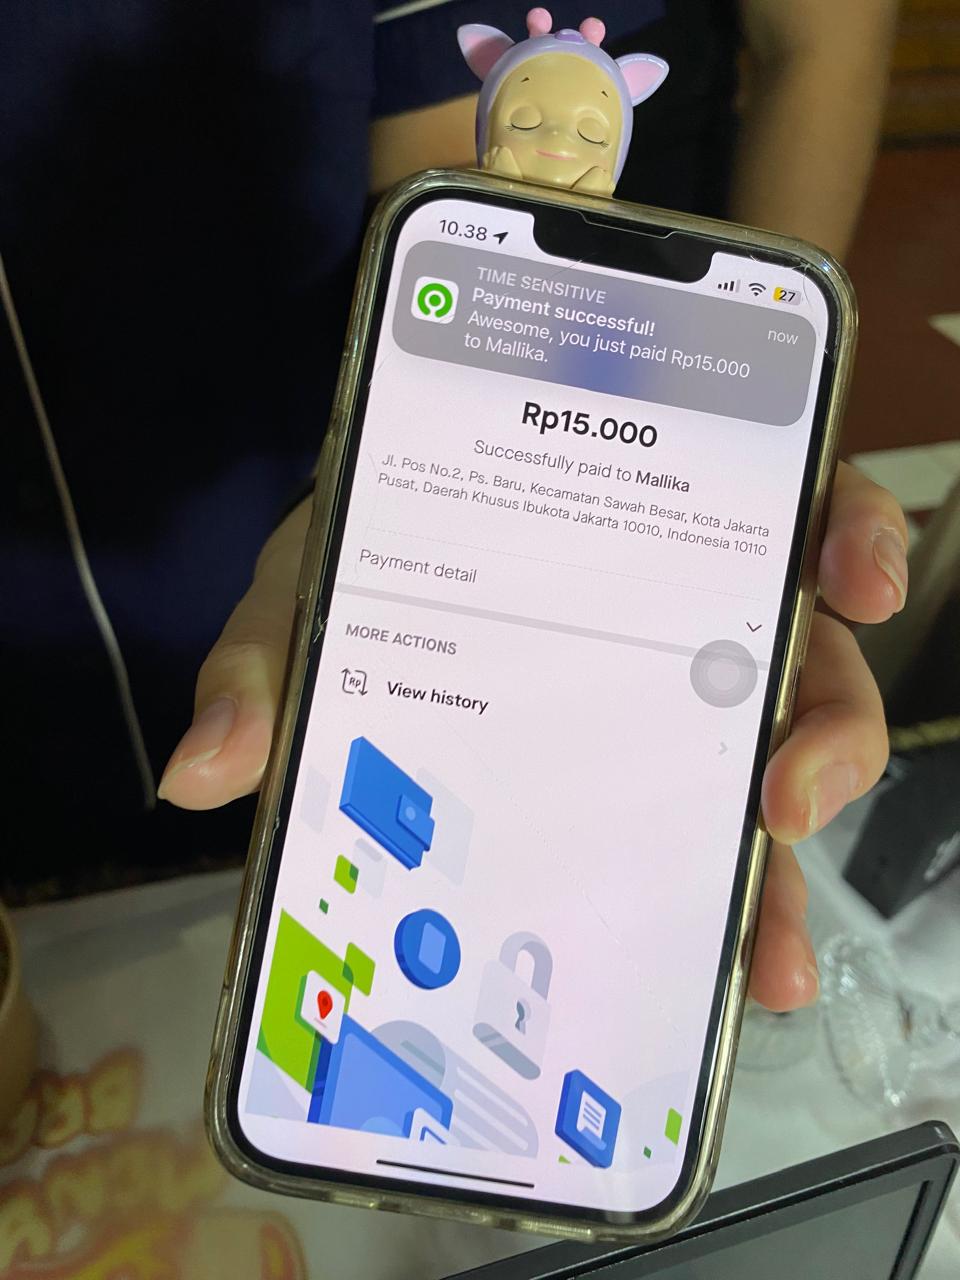 10.38
27
TIME SENSITIVE
Payment successful!
now
Awesome, you just paid Rp15.000
to Mallika.
Rp15.000
Successfully paid to Mallika
Jl. Pos No.2, Ps. Baru, Kecamatan Sawah Besar, Kota Jakarta
Pusat, Daerah Khusus Ibukota Jakarta 10010, Indonesia 10110
Payment detail
MORE ACTIONS
Rp
View history